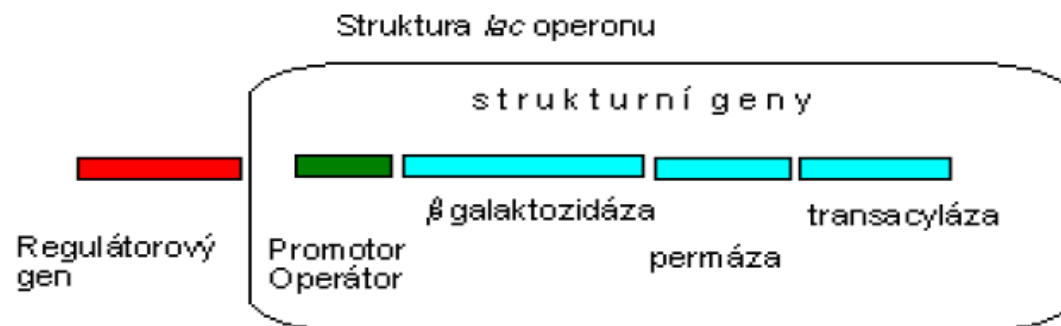 Struktura lac operonu
strukturní geny
β galaktozidáza
transacyláza
Regulátorový
gen
Promotor
Operátor
permáza